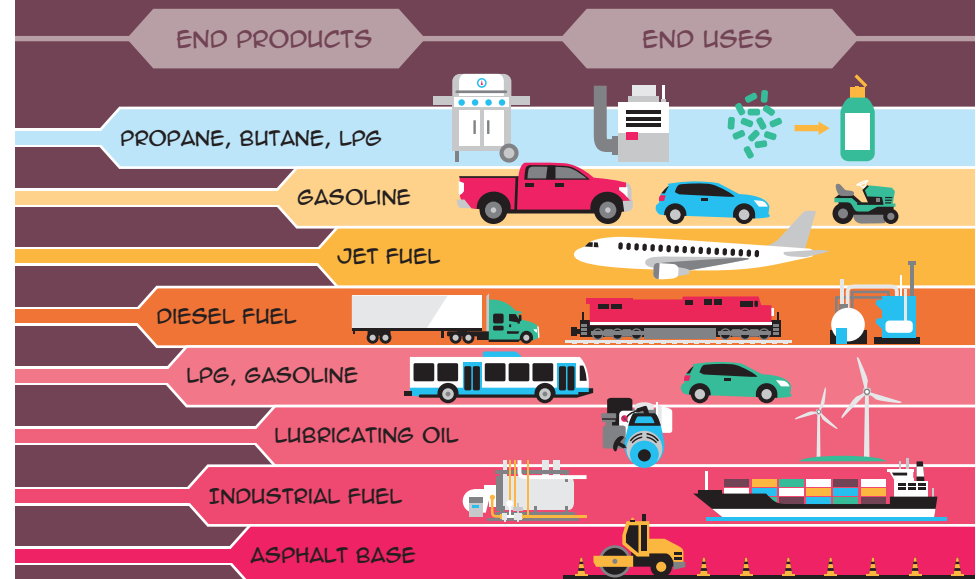 END PRODUCTS
END USES
PROPANE, BUTANE, LPG
GASOLINE
JET FUEL
DIESEL FUEL
LPG, GASOLINE
LUBRICATING OIL
INDUSTRIAL FUEL
ASPHALT BASE